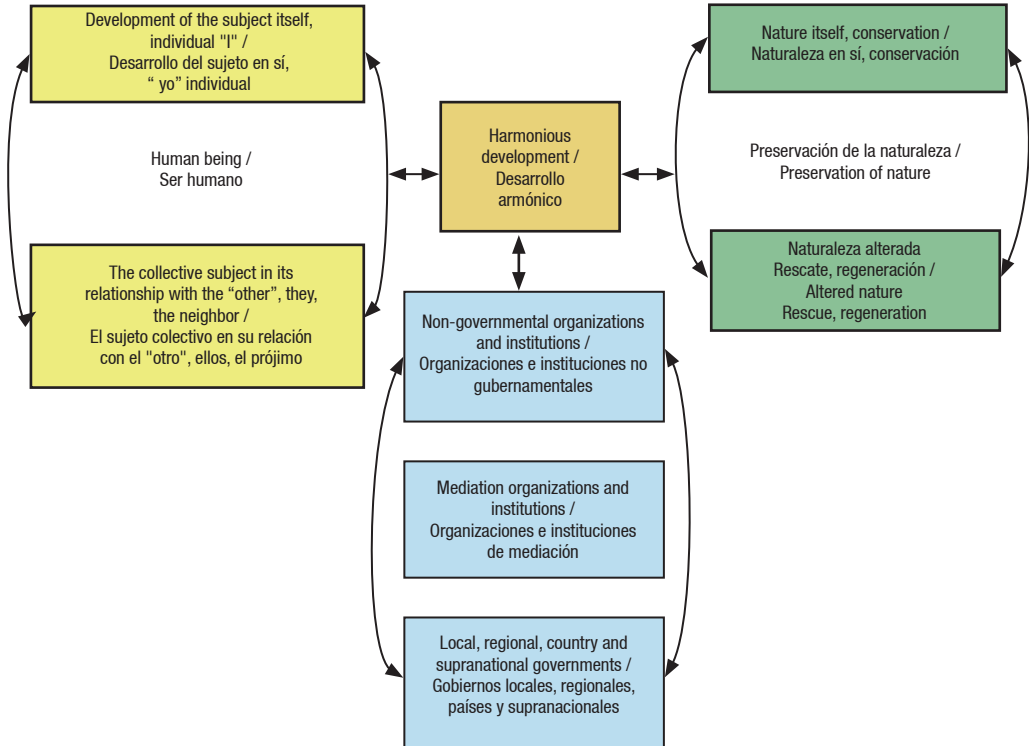 Development of the subject itself,
individual "I" /
Desarrollo del sujeto en sí,
“ yo” individual
Human being /
Ser humano
The collective subject in its
relationship with the “other”, they,
the neighbor /
El sujeto colectivo en su relación
con el "otro", ellos, el prójimo
Harmonious
development /
Desarrollo
armónico
Non-governmental organizations
and institutions /
Organizaciones e instituciones no
gubernamentales
Mediation organizations and
institutions /
Organizaciones e instituciones
de mediación
Local, regional, country and
supranational governments /
Gobiernos locales, regionales,
países y supranacionales
Nature itself, conservation /
Naturaleza en sí, conservación
Preservación de la naturaleza /
Preservation of nature
Naturaleza alterada
Rescate, regeneración /
Altered nature
Rescue, regeneration